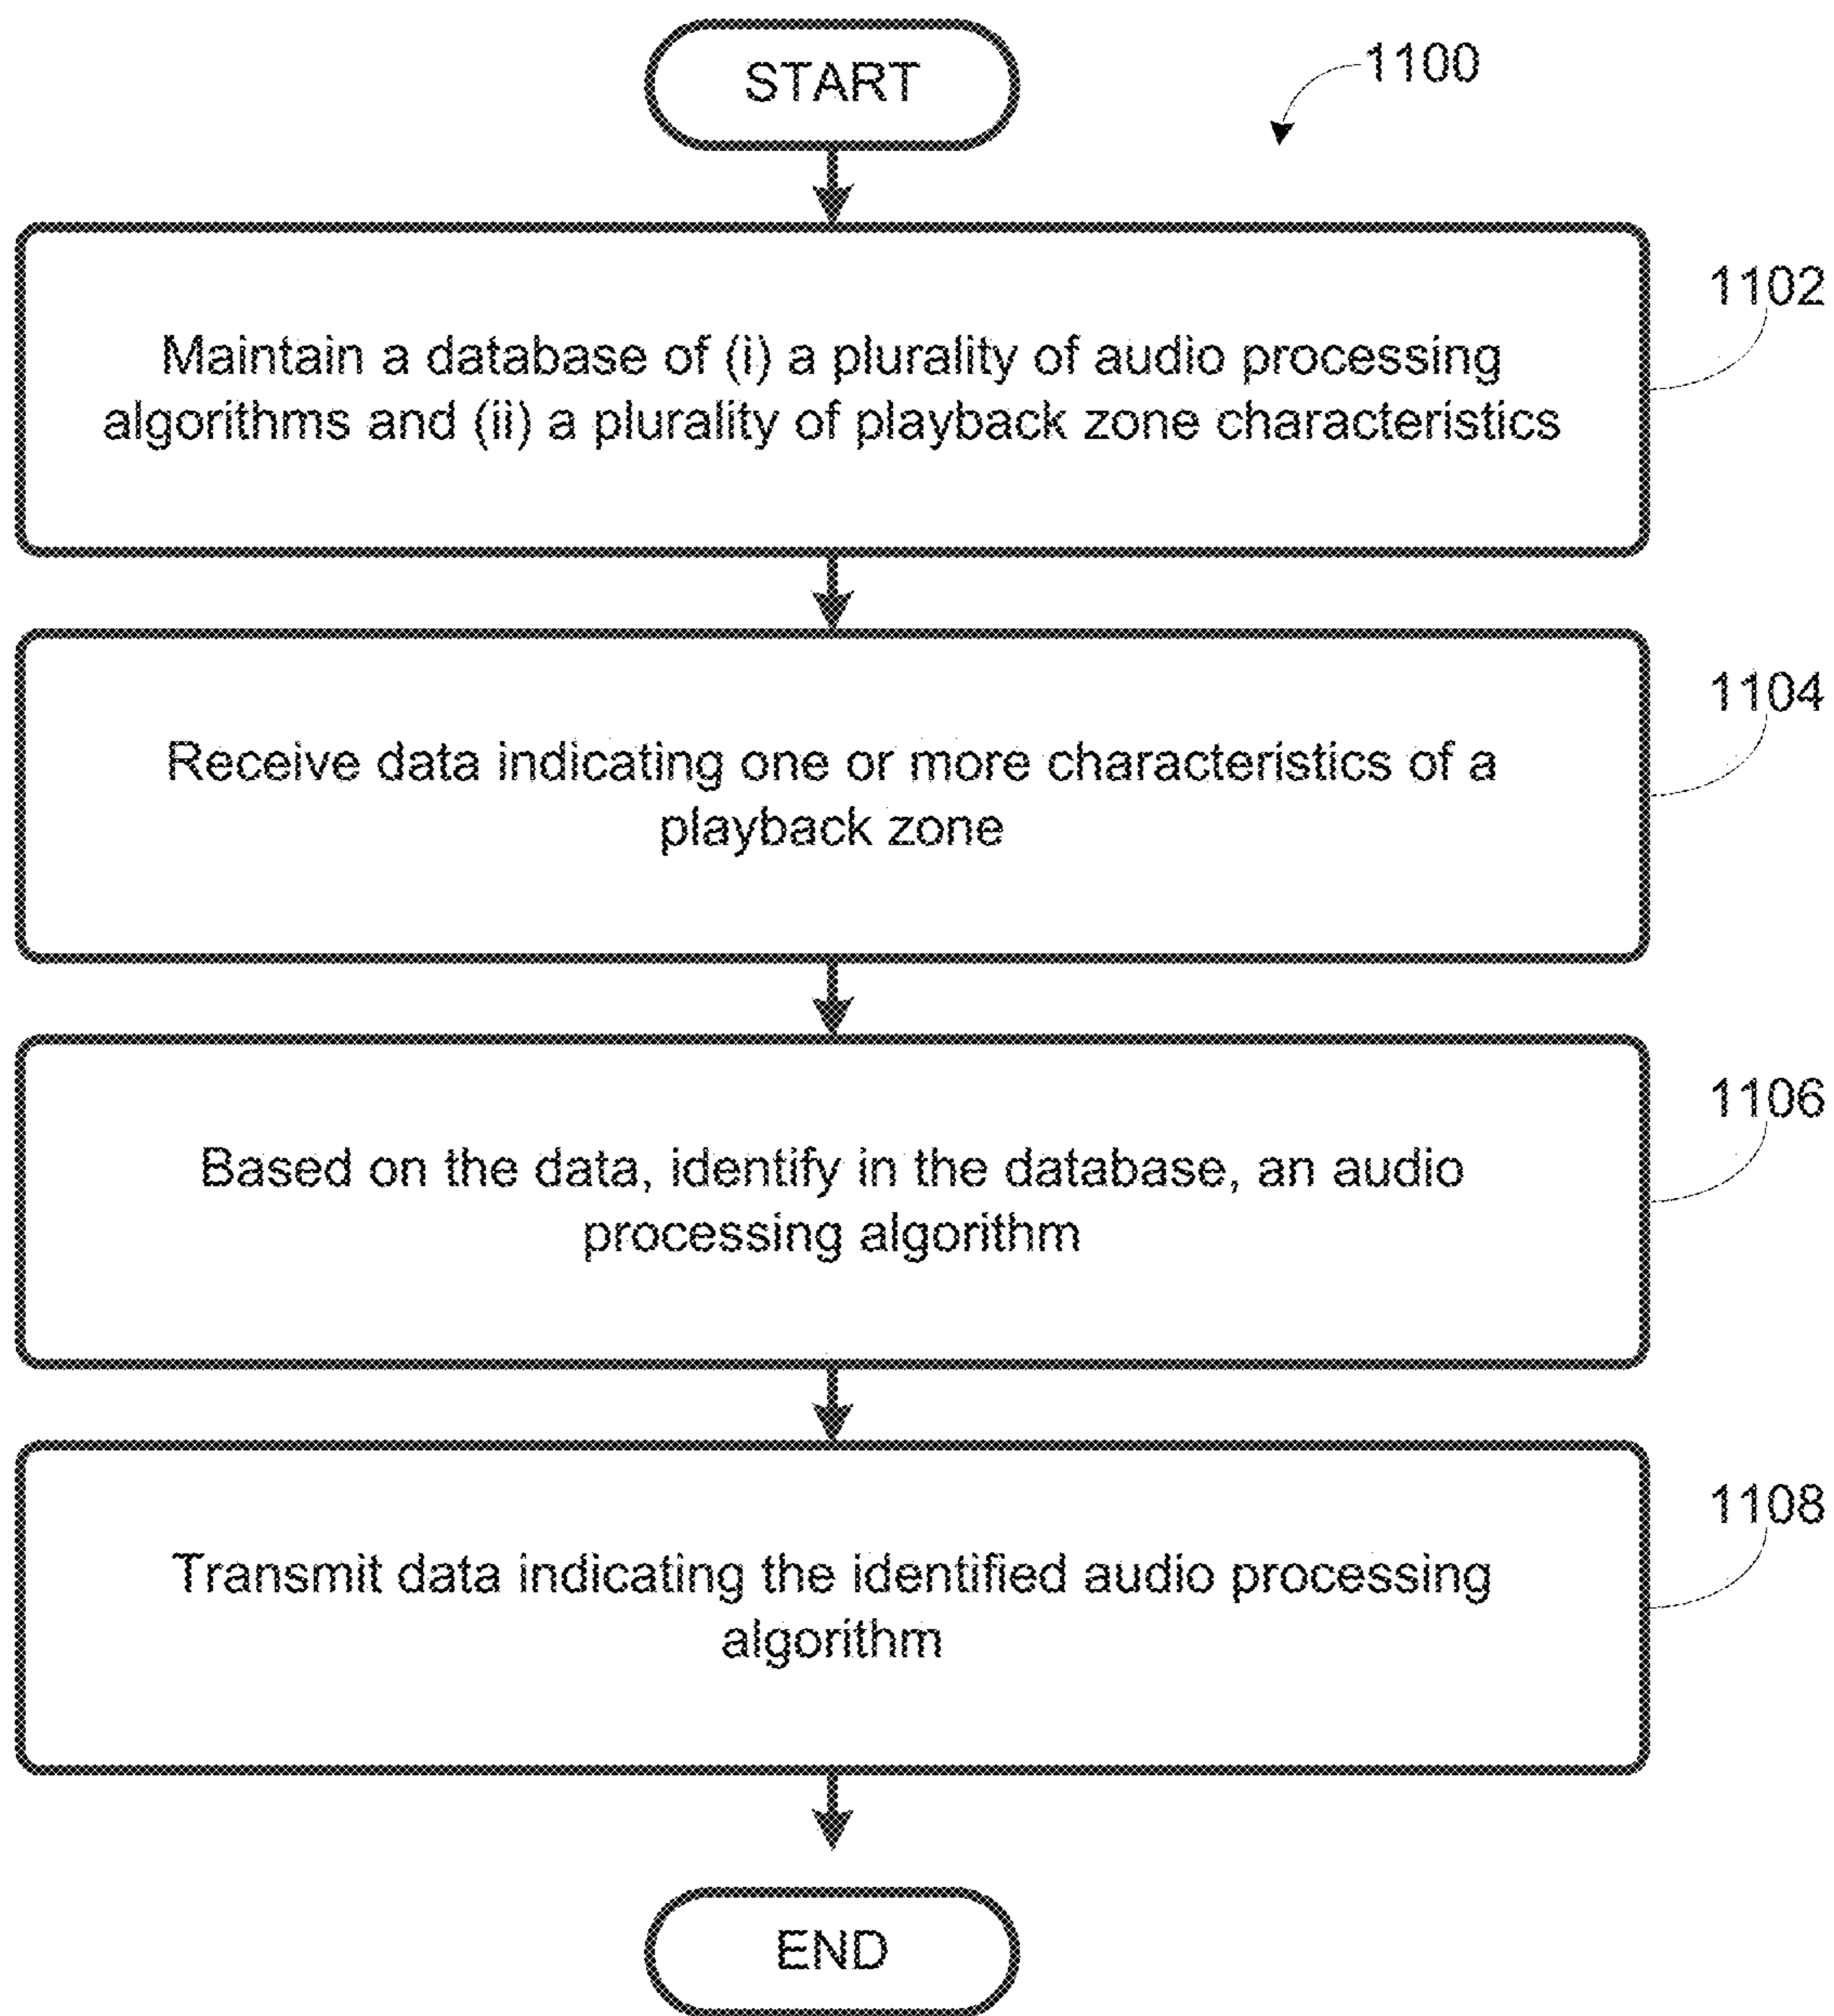 START
1100
Maintain a database of (i) a plurality of audio processing
algorithms and (ii) a plurality of playback zone characteristics
1102
Receive data indicating one or more characteristics of a
playback zone
1104
Based on the data, identify in the database, an audio
processing algorithm
1106
Transmit data indicating the identified audio processing
algorithm
1108
END